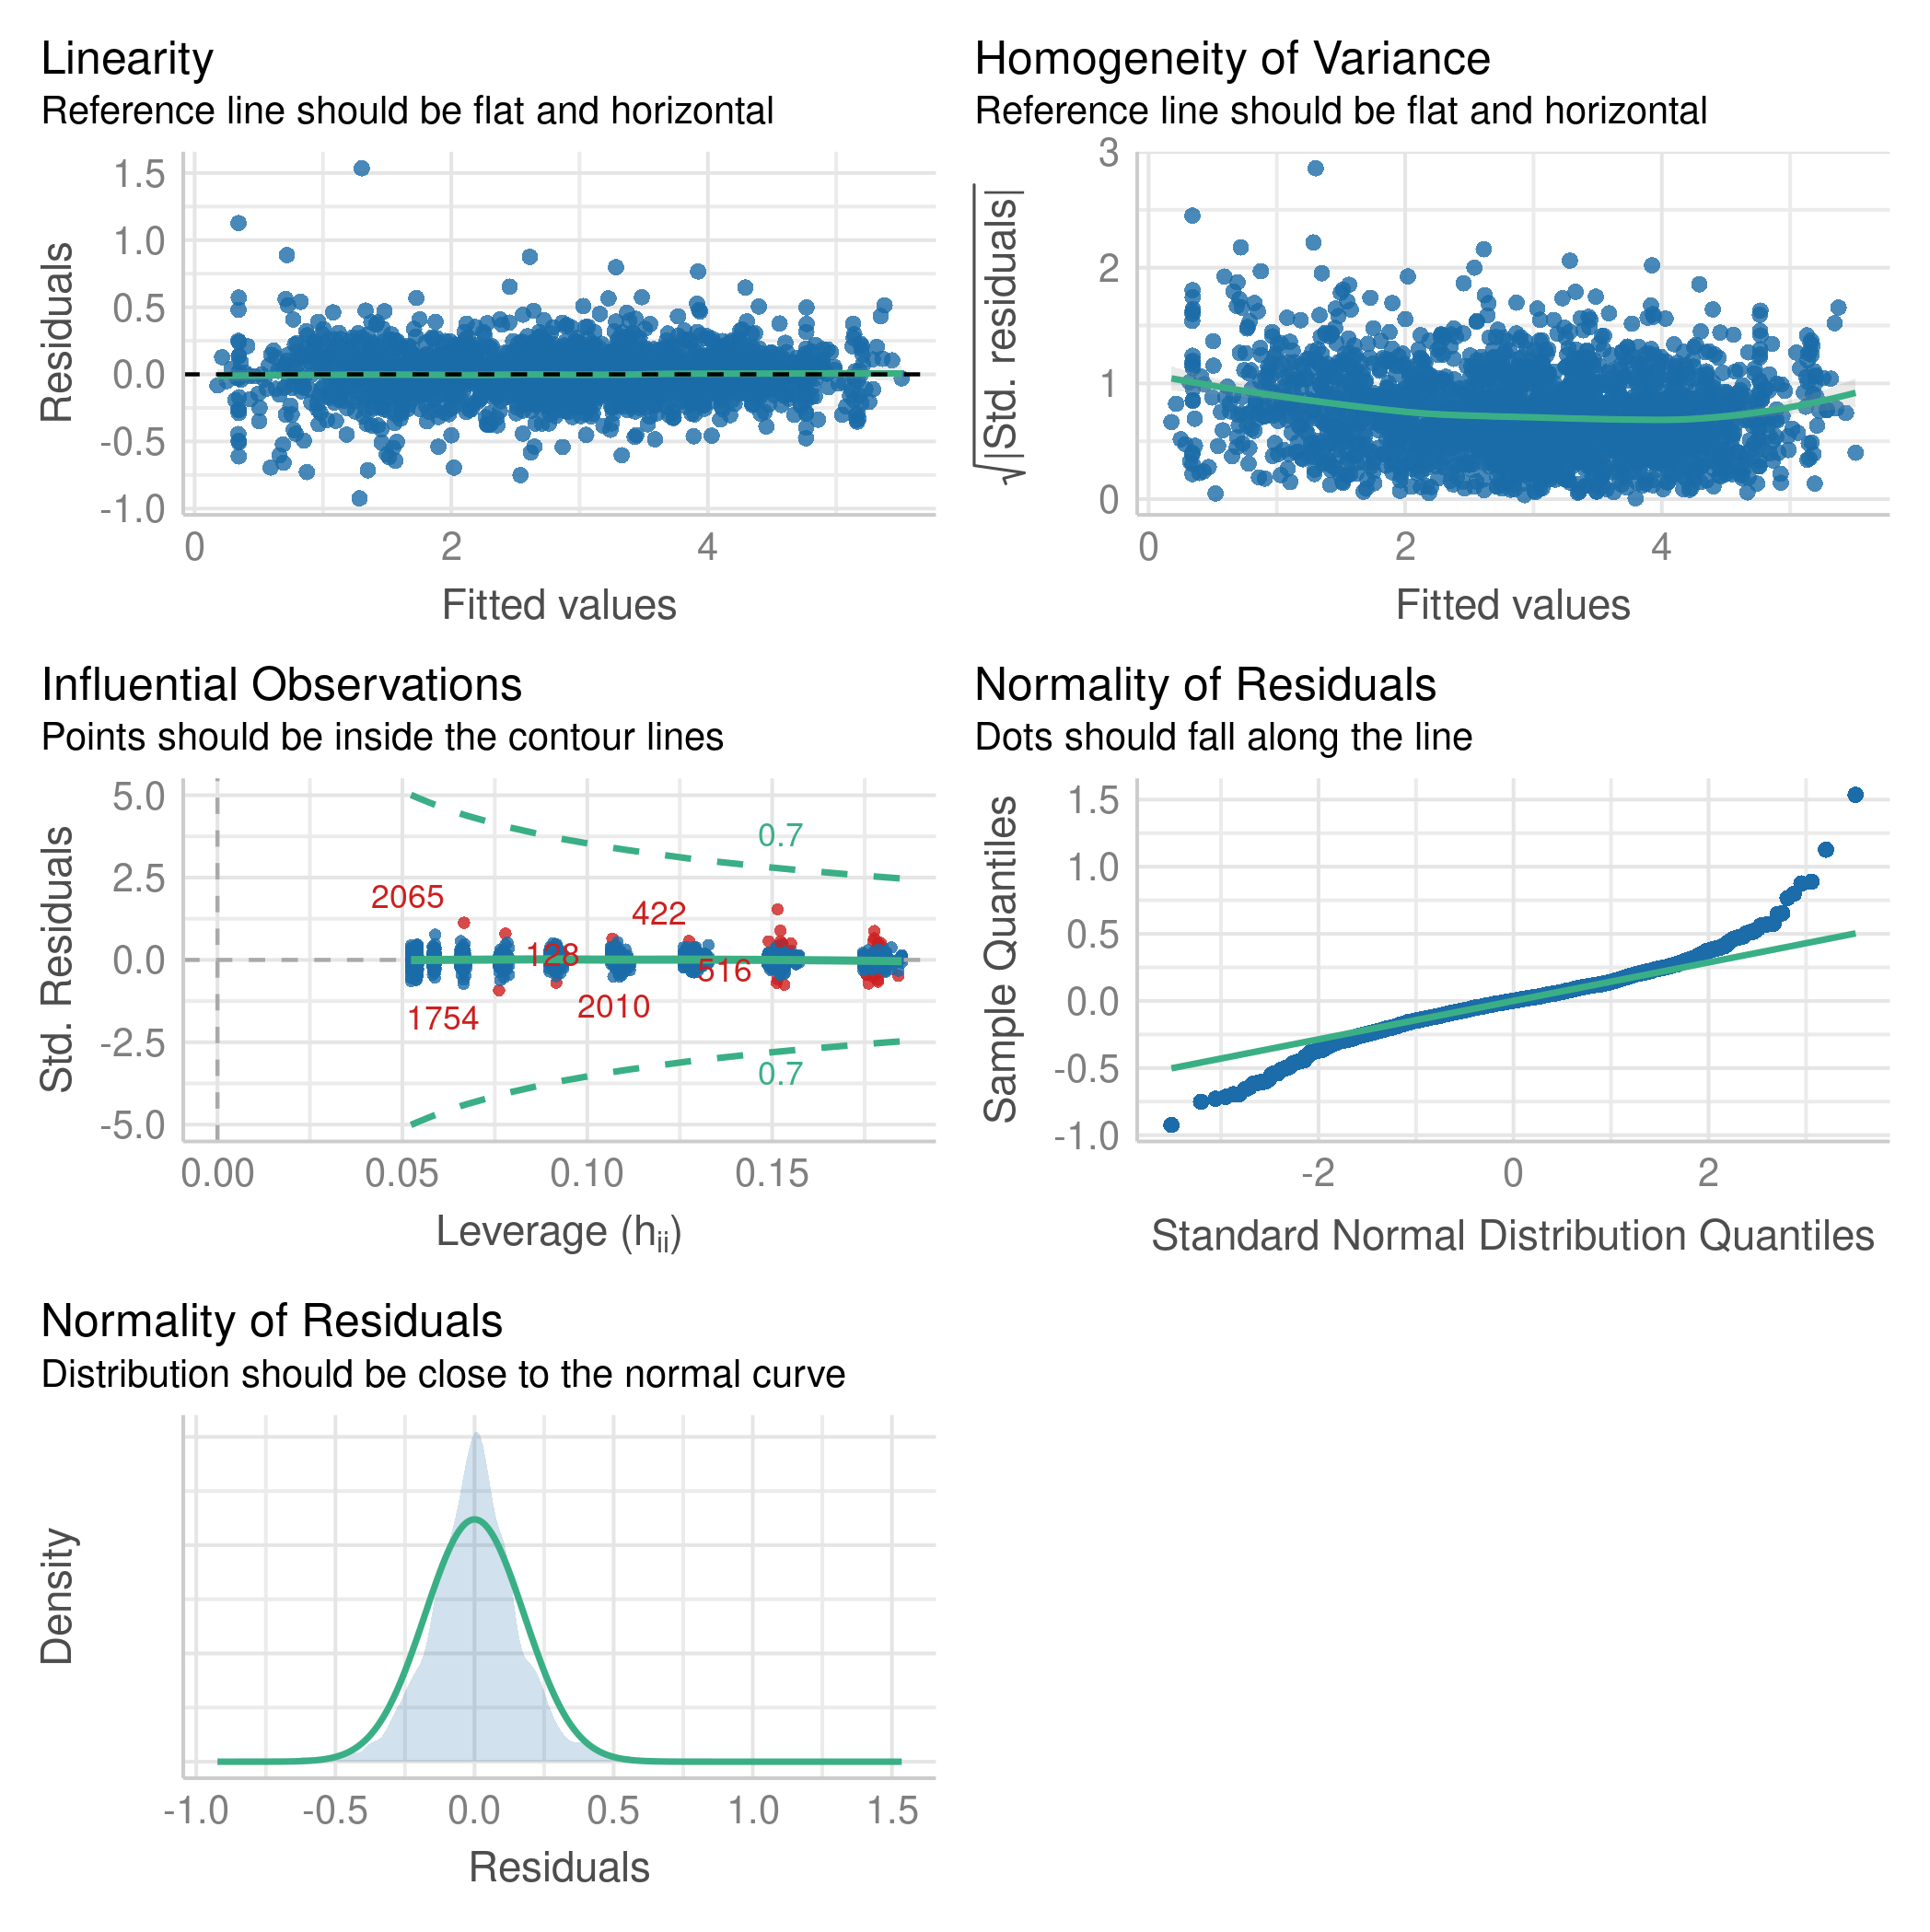 Linearity
Reference line should be flat and horizontal
1.5
1.0
0.5
0.0
-0.5
-1.0
Residuals
0 2 4
Fitted values
Homogeneity of Variance
Reference line should be flat and horizontal
3
2
1
0
√|Std. residuals|
0 2 4
Fitted values
Influential Observations
Points should be inside the contour lines
5.0
2.5
0.0
-2.5
-5.0
Std. Residuals
0.7
2065
422
128
516
2010
1754
0.7
0.00 0.05 0.10 0.15
Leverage (hii)
Normality of Residuals
Dots should fall along the line
1.5
1.0
0.5
0.0
-0.5
-1.0
Sample Quantiles
-2 0 2
Standard Normal Distribution Quantiles
Normality of Residuals
Distribution should be close to the normal curve
Density
-1.0 -0.5 0.0 0.5 1.0 1.5
Residuals